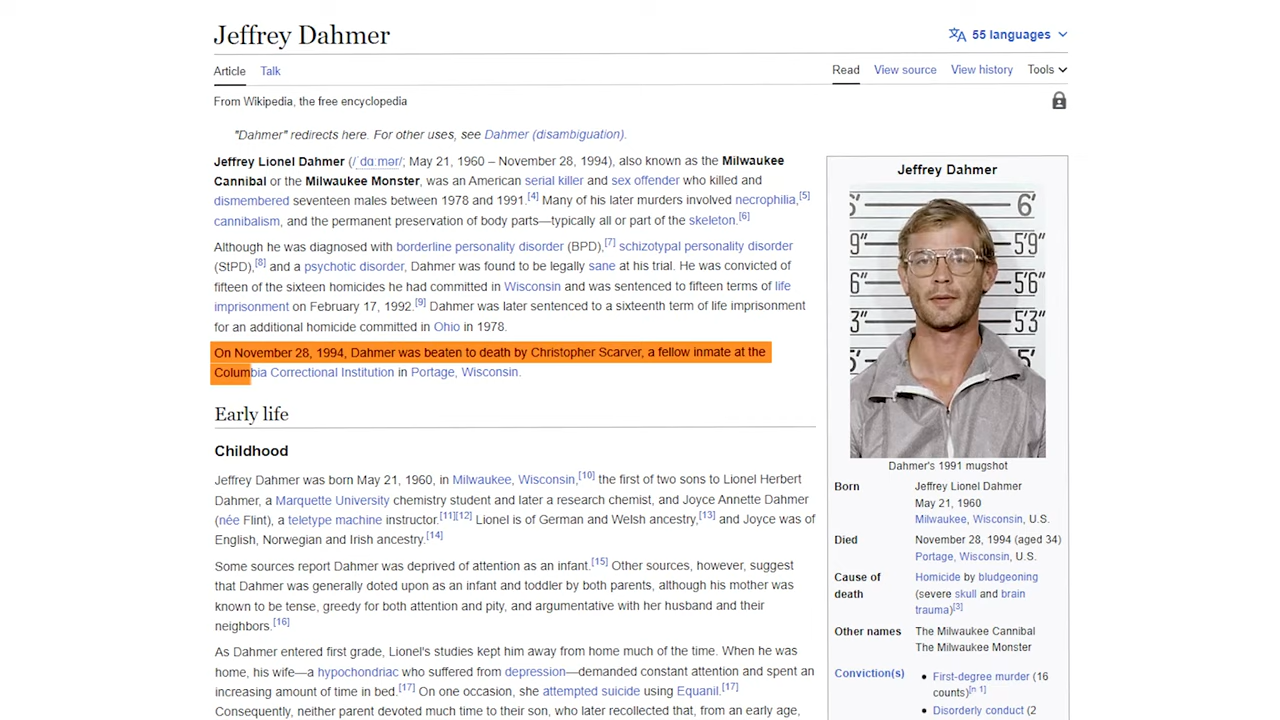 Jeffrey Dahmer
55 languages
Article Talk
Read View source View history Tools
From Wikipedia, the free encyclopedia
"Dahmer" redirects here. For other uses, see Dahmer (disambiguation).
Jeffrey Lionel Dahmer (/ˈdɑːmər/; May 21, 1960 – November 28, 1994), also known as the Milwaukee
Cannibal or the Milwaukee Monster, was an American serial killer and sex offender who killed and
dismembered seventeen males between 1978 and 1991.[4] Many of his later murders involved necrophilia,[5]
cannibalism, and the permanent preservation of body parts—typically all or part of the skeleton.[6]
Although he was diagnosed with borderline personality disorder (BPD),[7] schizotypal personality disorder
(StPD),[8] and a psychotic disorder, Dahmer was found to be legally sane at his trial. He was convicted of
fifteen of the sixteen homicides he had committed in Wisconsin and was sentenced to fifteen terms of life
imprisonment on February 17, 1992.[9] Dahmer was later sentenced to a sixteenth term of life imprisonment
for an additional homicide committed in Ohio in 1978.
On November 28, 1994, Dahmer was beaten to death by Christopher Scarver, a fellow inmate at the
Columbia Correctional Institution in Portage, Wisconsin.
Early life
Childhood
Jeffrey Dahmer was born May 21, 1960, in Milwaukee, Wisconsin,[10] the first of two sons to Lionel Herbert
Dahmer, a Marquette University chemistry student and later a research chemist, and Joyce Annette Dahmer
(née Flint), a teletype machine instructor.[11][12] Lionel is of German and Welsh ancestry,[13] and Joyce was of
English, Norwegian and Irish ancestry.[14]
Some sources report Dahmer was deprived of attention as an infant.[15] Other sources, however, suggest
that Dahmer was generally doted upon as an infant and toddler by both parents, although his mother was
known to be tense, greedy for both attention and pity, and argumentative with her husband and their
neighbors.[16]
As Dahmer entered first grade, Lionel's studies kept him away from home much of the time. When he was
home, his wife—a hypochondriac who suffered from depression—demanded constant attention and spent an
increasing amount of time in bed.[17] On one occasion, she attempted suicide using Equanil.[17]
Consequently, neither parent devoted much time to their son, who later recollected that, from an early age,
Jeffrey Dahmer
6' 6'
9" 5'9"
6" 5'6"
3" 5'3"
5' 5'
Dahmer's 1991 mugshot
Born Jeffrey Lionel Dahmer
May 21, 1960
Milwaukee, Wisconsin, U.S.
Died November 28, 1994 (aged 34)
Portage, Wisconsin, U.S.
Cause of death Homicide by bludgeoning
(severe skull and brain
trauma)[3]
Other names The Milwaukee Cannibal
The Milwaukee Monster
Conviction(s) • First-degree murder (16
counts)[n 1]
• Disorderly conduct (2